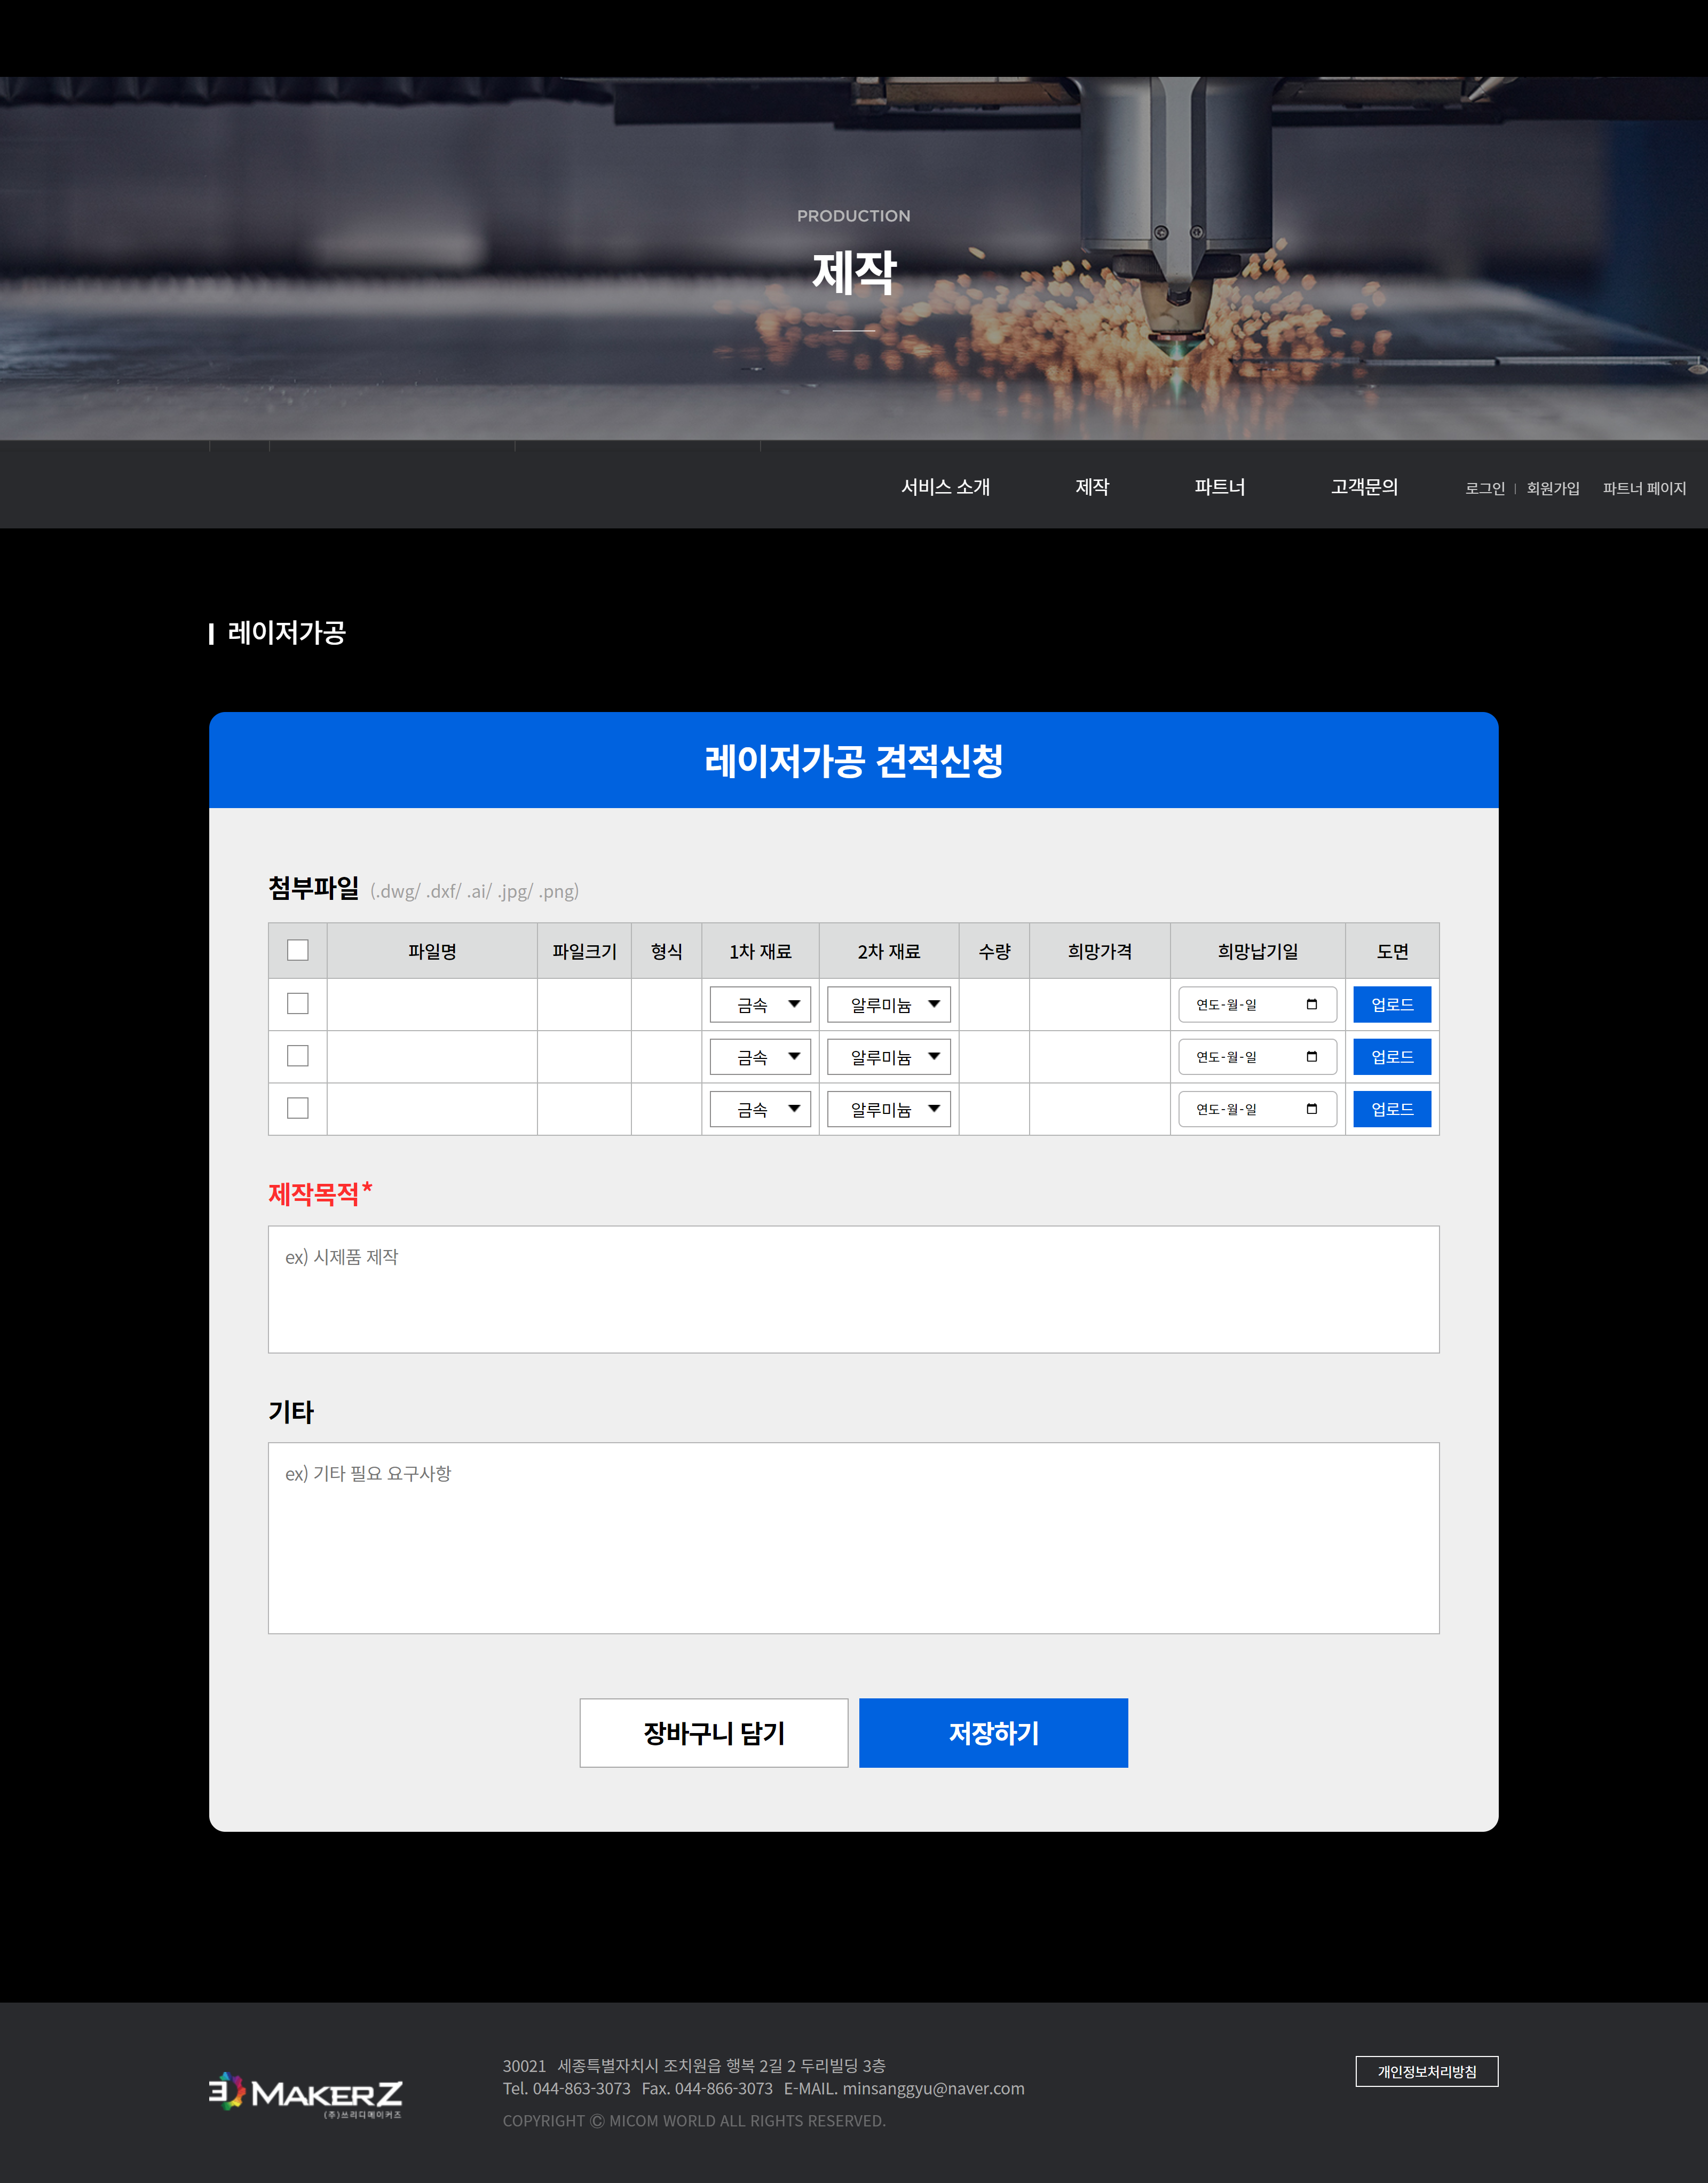 PRODUCTION
제작
서비스 소개 제작 파트너 고객문의 로그인 회원가입 파트너 페이지
레이저가공
레이저가공 견적신청
첨부파일 (.dwg/ .dxf/ .ai/ .jpg/ .png)
파일명 파일크기 형식 1차 재료 2차 재료 수량 희망가격 희망납기일 도면
금속 알루미늄 연도-월-일 업로드
금속 알루미늄 연도-월-일 업로드
금속 알루미늄 연도-월-일 업로드
제작목적*
ex) 시제품 제작
기타
ex) 기타 필요 요구사항
장바구니 담기 저장하기
30021 세종특별자치시 조치원읍 행복 2길 2 두리빌딩 3층
Tel. 044-863-3073 Fax. 044-866-3073 E-MAIL. minsanggyu@naver.com
COPYRIGHT Ⓒ MICOM WORLD ALL RIGHTS RESERVED.
3D MAKERZ
(주)쓰리디메이커즈
개인정보처리방침